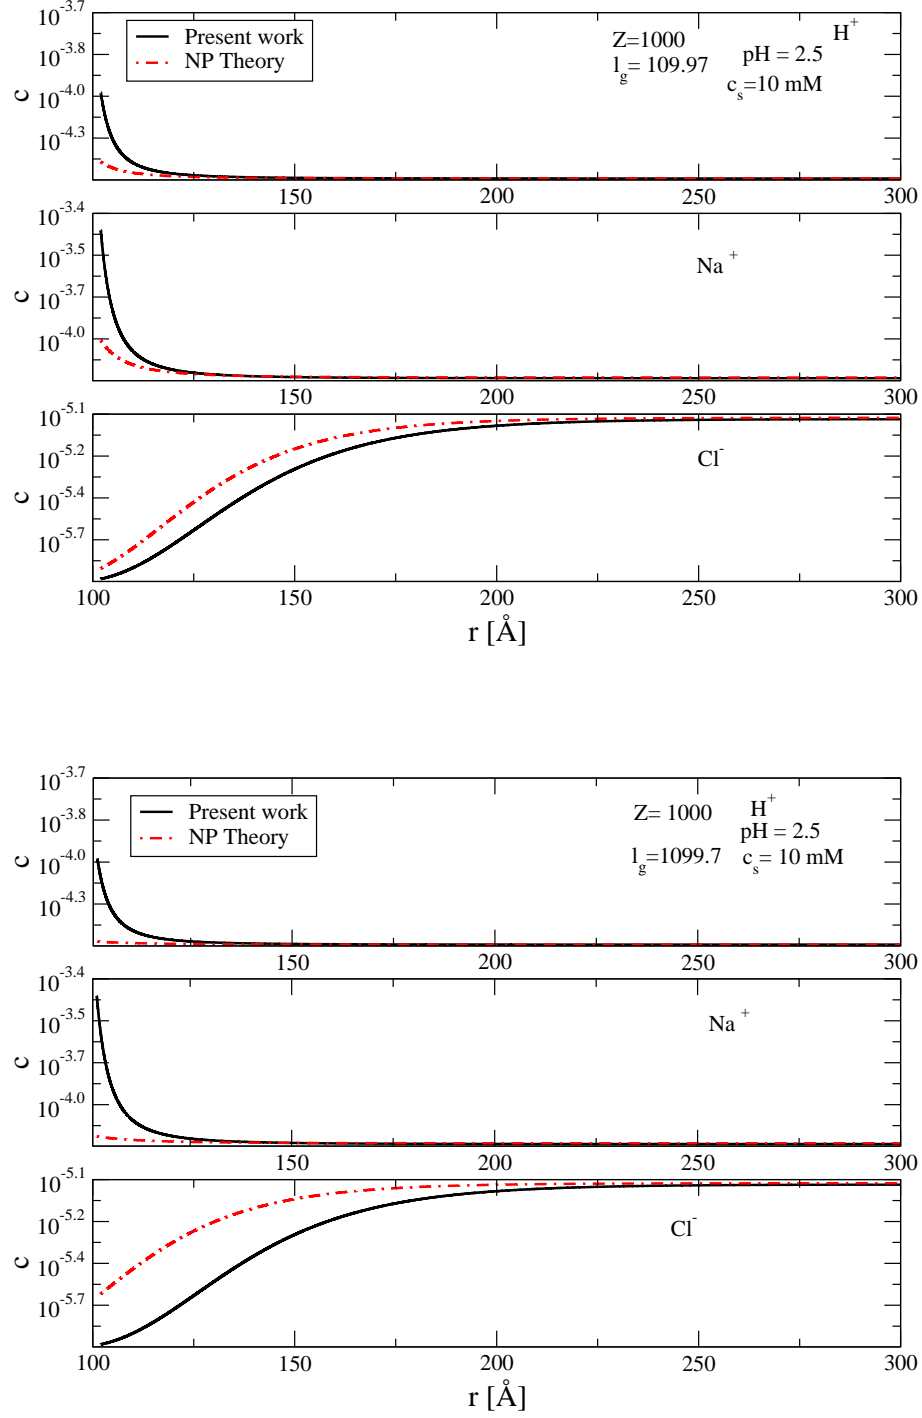 10^-3.7
10^-3.8
10^-4.0
10^-4.3
c
Present work
NP Theory
Z=1000
l_g= 109.97
H^+
pH = 2.5
c_s=10 mM
150 200 250 300
10^-3.4
10^-3.5
10^-3.7
10^-4.0
c
Na^+
150 200 250 300
10^-5.1
10^-5.2
10^-5.4
10^-5.7
c
Cl^-
100 150 200 250 300
r [Å]
10^-3.7
10^-3.8
10^-4.0
10^-4.3
c
Present work
NP Theory
Z= 1000 H^+
pH = 2.5
l_g=1099.7 c_s= 10 mM
150 200 250 300
10^-3.4
10^-3.5
10^-3.7
10^-4.0
c
Na^+
150 200 250 300
10^-5.1
10^-5.2
10^-5.4
10^-5.7
c
Cl^-
100 150 200 250 300
r [Å]